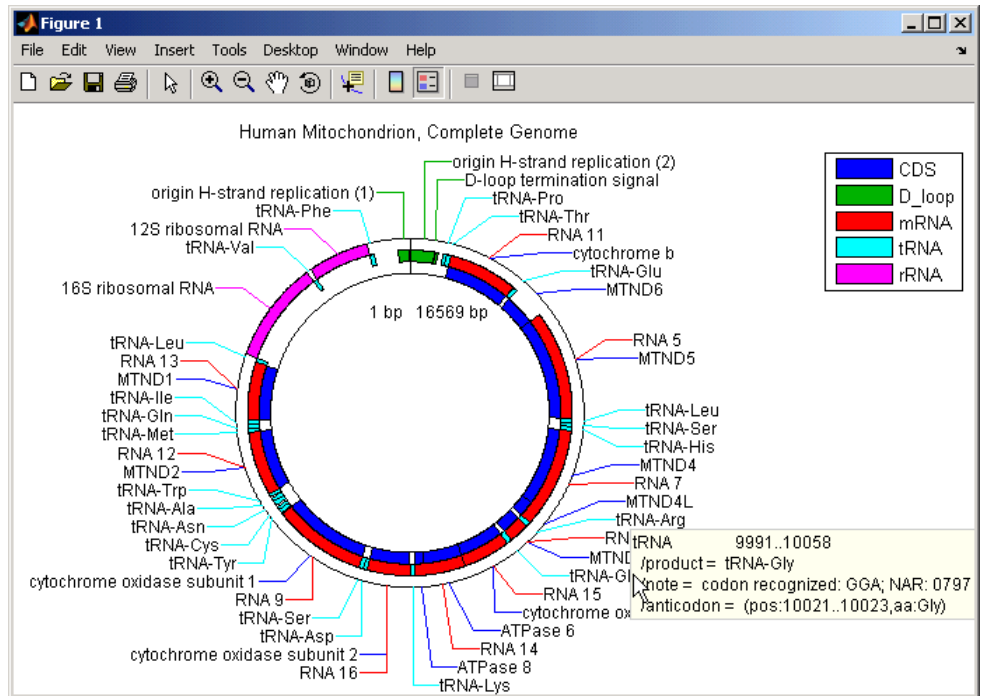 Figure 1
File Edit View Insert Tools Desktop Window Help
Human Mitochondrion, Complete Genome
origin H-strand replication (2)
D-loop termination signal
origin H-strand replication (1)
tRNA-Pro
tRNA-Phe
tRNA-Thr
12S ribosomal RNA
RNA 11
tRNA-Val
cytochrome b
tRNA-Glu
16S ribosomal RNA
MTND6
1 bp 16569 bp
CDS
D_loop
mRNA
tRNA
rRNA
tRNA-Leu
RNA 13
MTND1
tRNA-Ile
tRNA-Gln
tRNA-Met
RNA 12
MTND2
tRNA-Trp
tRNA-Ala
tRNA-Asn
tRNA-Cys
tRNA-Tyr
cytochrome oxidase subunit 1
RNA 9
tRNA-Ser
tRNA-Asp
cytochrome oxidase subunit 2
RNA 16
RNA 5
MTND5
tRNA-Leu
tRNA-Ser
tRNA-His
MTND4
RNA 7
MTND4L
tRNA-Arg
MTND
RNA 15
cytochrome ox
ATPase 6
RNA 14
ATPase 8
tRNA-Lys
tRNA 9991..10058
/product = tRNA-Gly
/note = codon recognized: GGA; NAR: 0797
/anticodon = (pos:10021..10023,aa:Gly)